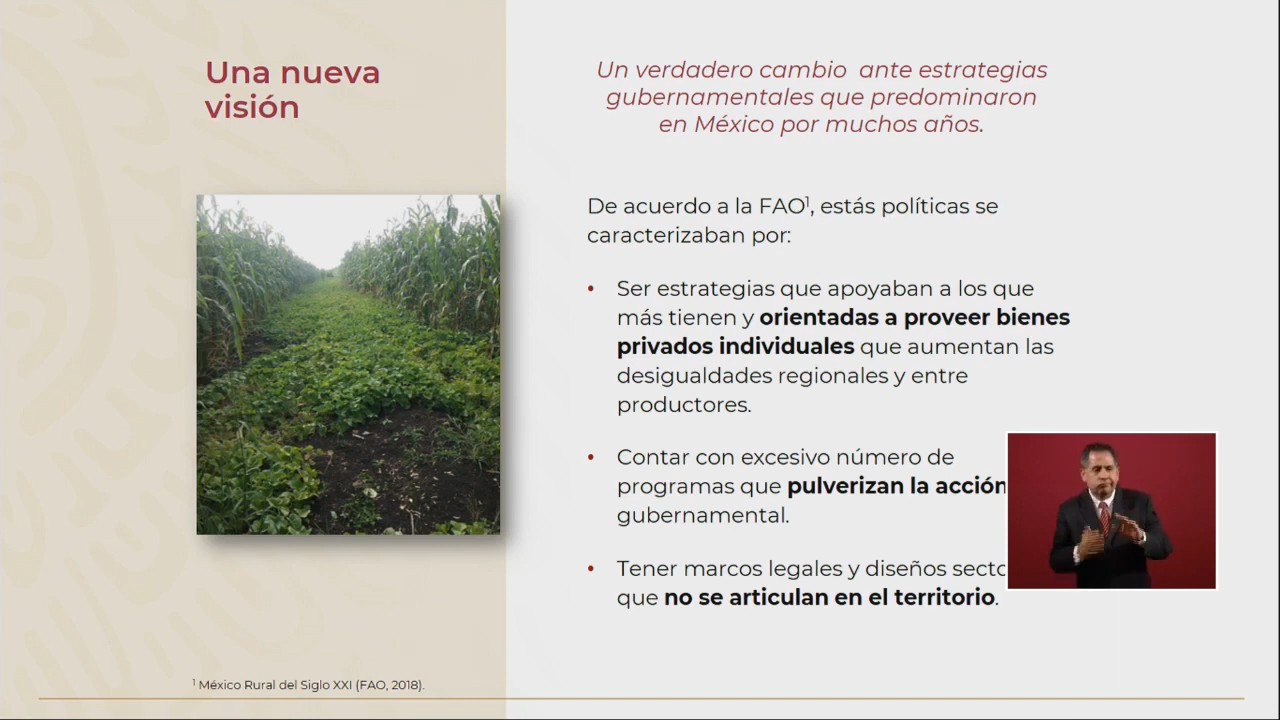 Una nueva
visión
Un verdadero cambio ante estrategias
gubernamentales que predominaron
en México por muchos años.
De acuerdo a la FAO¹, estás políticas se
caracterizaban por:
• Ser estrategias que apoyaban a los que
más tienen y orientadas a proveer bienes
privados individuales que aumentan las
desigualdades regionales y entre
productores.
• Contar con excesivo número de
programas que pulverizan la acción
gubernamental.
• Tener marcos legales y diseños
que no se articulan en el territorio.
¹ México Rural del Siglo XXI (FAO, 2018).